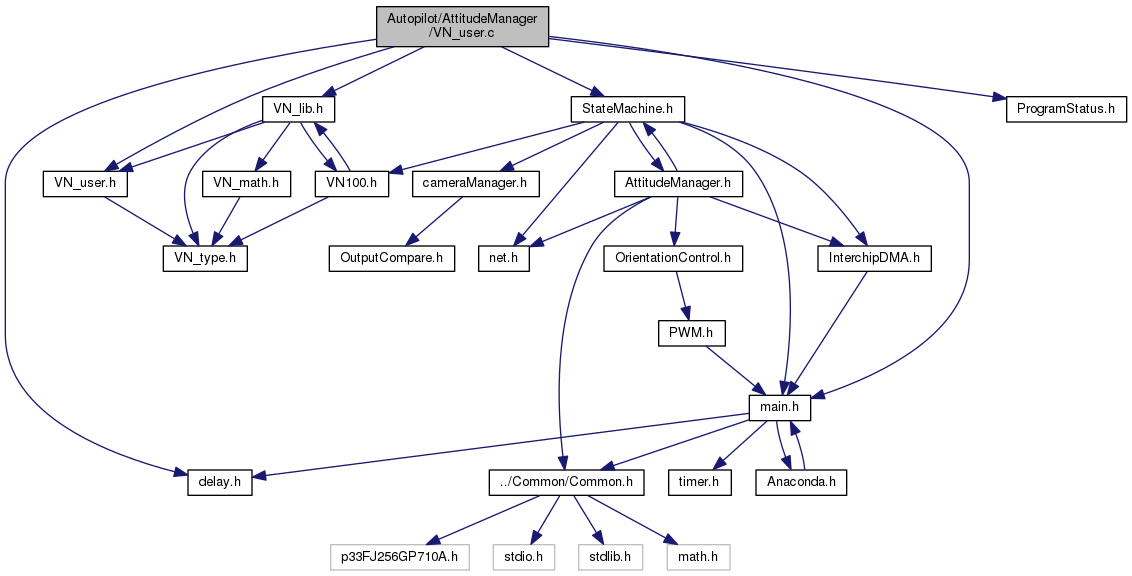 Autopilot/AttitudeManager
/VN_user.c
VN_lib.h
StateMachine.h
ProgramStatus.h
VN_user.h
VN_math.h
VN100.h
cameraManager.h
AttitudeManager.h
VN_type.h
OutputCompare.h
net.h
OrientationControl.h
InterchipDMA.h
PWM.h
main.h
delay.h
../Common/Common.h
timer.h
Anaconda.h
p33FJ256GP710A.h
stdio.h
stdlib.h
math.h